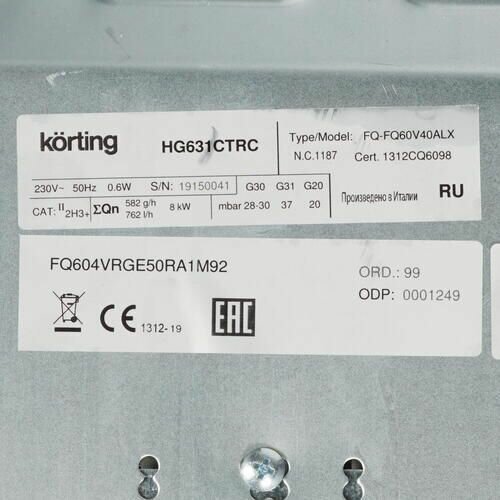 körting HG631CTRC
Type/Model: FQ-FQ60V40ALX
N.C.1187 Cert. 1312CQ6098
230V~ 50Hz 0.6W S/N: 19150041 G30 G31 G20
CAT: II 2H3+ ΣQn 582 g/h 762 l/h 8 kW mbar 28-30 37 20
Произведено в Италии RU
FQ604VRGE50RA1M92
ORD.: 99
ODP: 0001249
CE 1312-19 EAC